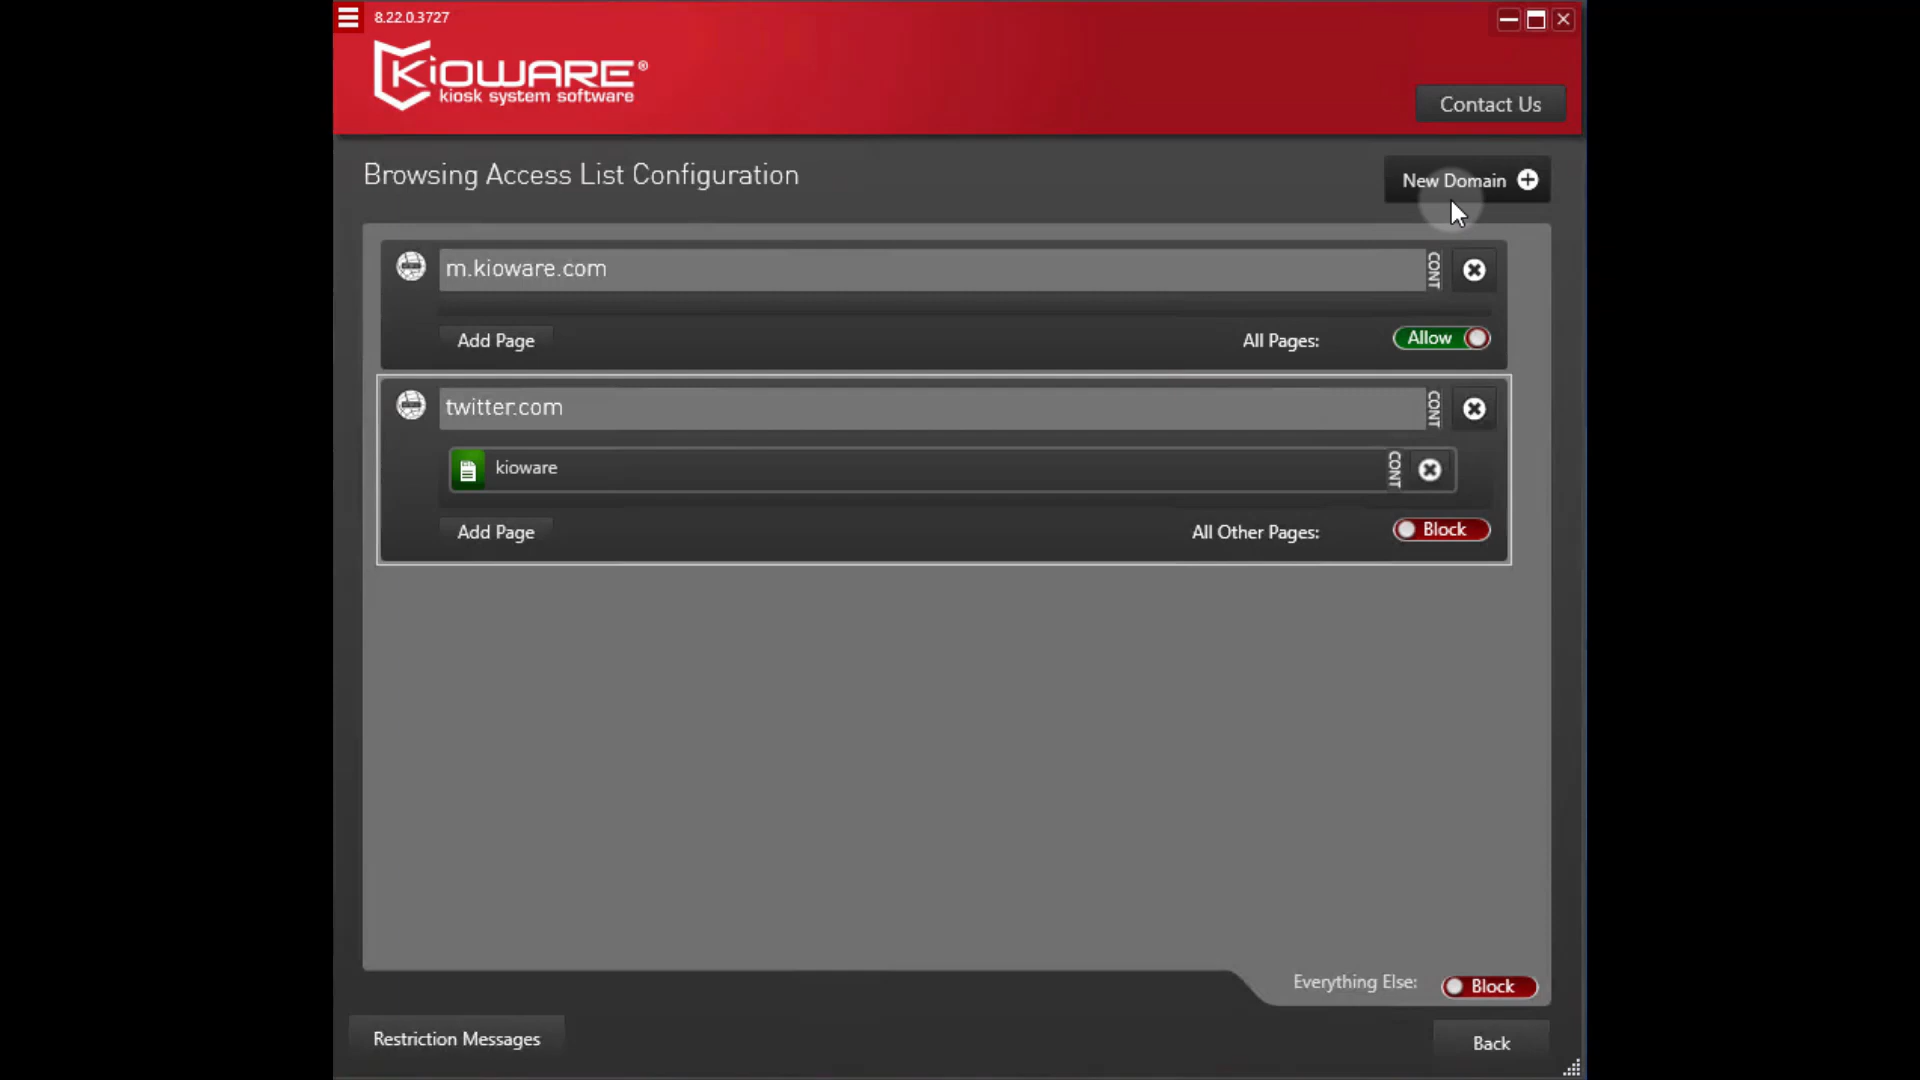 8.22.0.3727
KioWARE®
kiosk system software
Contact Us
Browsing Access List Configuration
New Domain
m.kioware.com
CONT
Add Page
All Pages:
Allow
twitter.com
CONT
kioware
CONT
Add Page
All Other Pages:
Block
Everything Else:
Block
Restriction Messages
Back